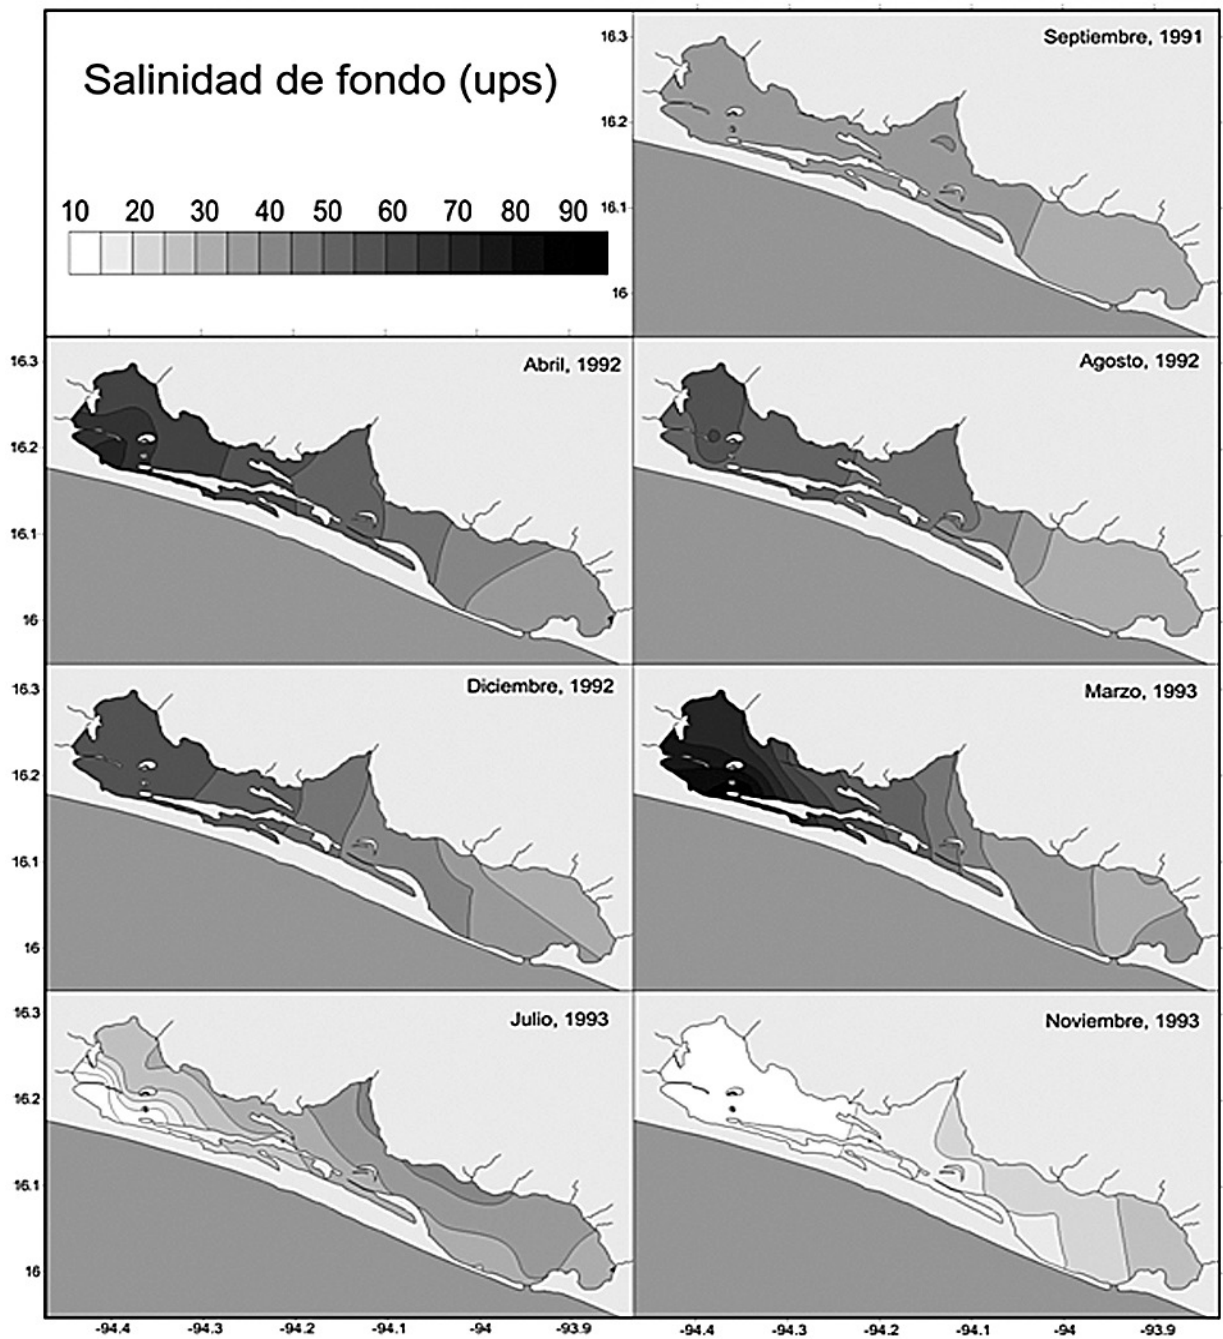 Salinidad de fondo (ups)
10 20 30 40 50 60 70 80 90
Septiembre, 1991
16.3
16.2
16.1
16
Abril, 1992
16.3
16.2
16.1
16
Agosto, 1992
Diciembre, 1992
16.3
16.2
16.1
16
Marzo, 1993
Julio, 1993
16.3
16.2
16.1
16
Noviembre, 1993
-94.4 -94.3 -94.2 -94.1 -94 -93.9 -94.4 -94.3 -94.2 -94.1 -94 -93.9